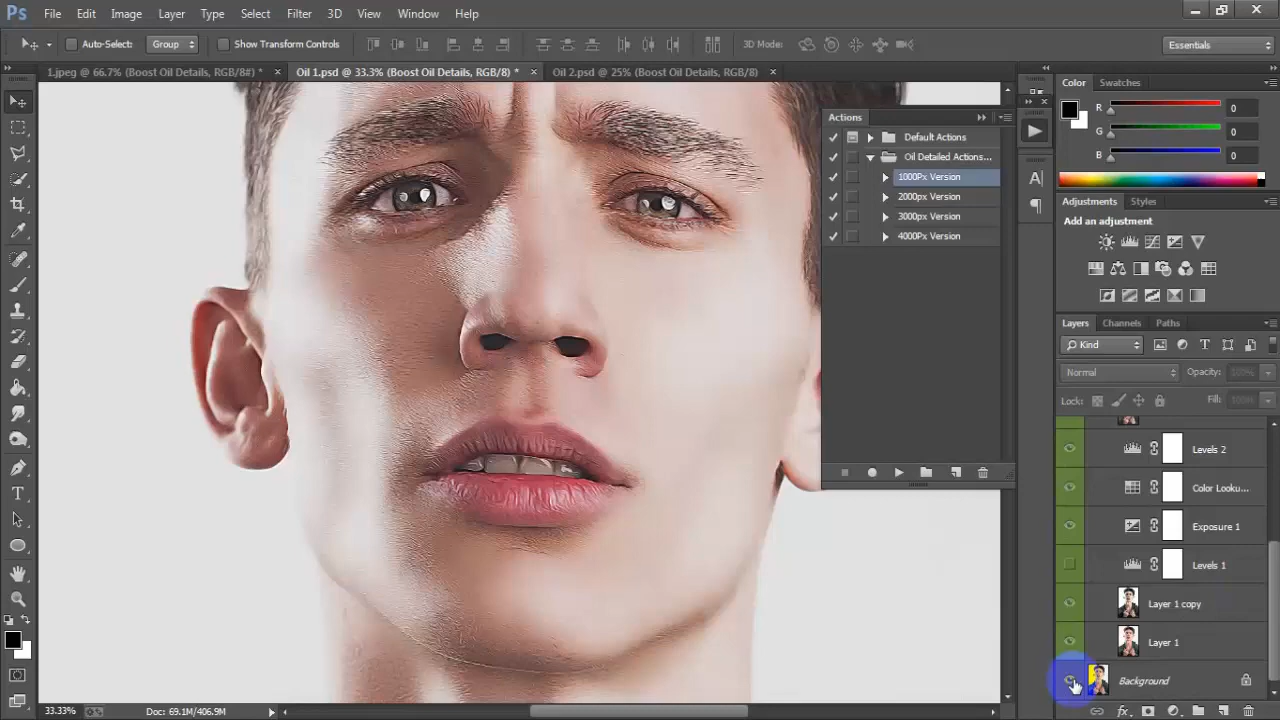 Ps File Edit Image Layer Type Select Filter 3D View Window Help
Auto-Select: Group Show Transform Controls 3D Mode: Essentials
1.jpeg @ 66.7% (Boost Oil Details, RGB/8#) * × Oil 1.psd @ 33.3% (Boost Oil Details, RGB/8) * × Oil 2.psd @ 25% (Boost Oil Details, RGB/8) ×
Color Swatches
R 0
G 0
B 0
Actions
Default Actions
Oil Detailed Actions...
1000Px Version
2000px Version
3000px Version
4000Px Version
Adjustments Styles
Add an adjustment
Layers Channels Paths
Kind
Normal Opacity: 100%
Lock: Fill: 100%
Levels 2
Color Looku...
Exposure 1
Levels 1
Layer 1 copy
Layer 1
Background
33.33% Doc: 69.1M/406.9M